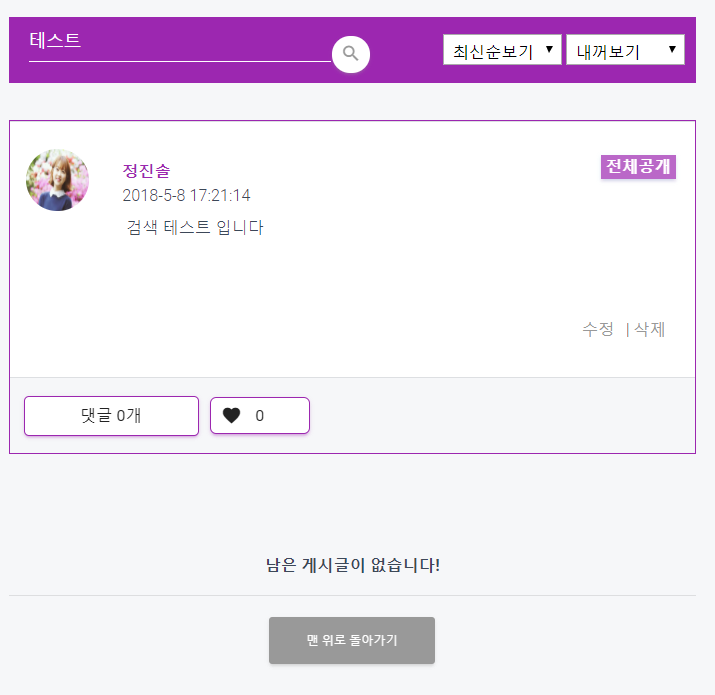 테스트
최신순보기 내꺼보기
정진솔 전체공개
2018-5-8 17:21:14
검색 테스트 입니다
수정 | 삭제
댓글 0개 0
남은 게시글이 없습니다!
맨 위로 돌아가기